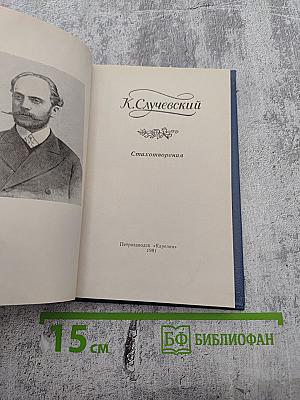 К. Случевский
Стихотворения
Петрозаводск «Карелия»
1981
15 см
БФ БИБЛИОФАН